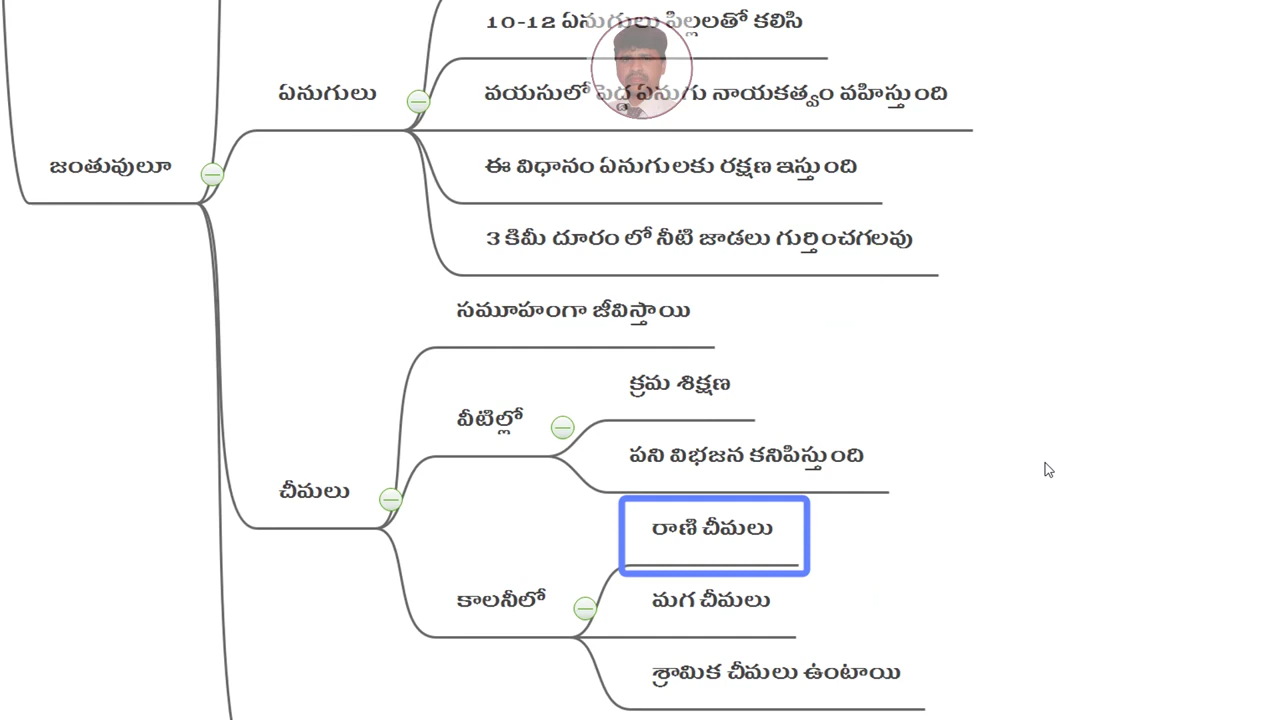 10-12 ఏనుగులు పిల్లలతో కలిసి
ఏనుగులు
వయసులో పెద్ద ఏనుగు నాయకత్వం వహిస్తుంది
జంతువులూ
ఈ విధానం ఏనుగులకు రక్షణ ఇస్తుంది
3 కిమీ దూరం లో నీటి జాడలు గుర్తించగలవు
సమూహంగా జీవిస్తాయి
క్రమ శిక్షణ
వీటిల్లో
పని విభజన కనిపిస్తుంది
చీమలు
రాణి చీమలు
కాలనీలో
మగ చీమలు
శ్రామిక చీమలు ఉంటాయి